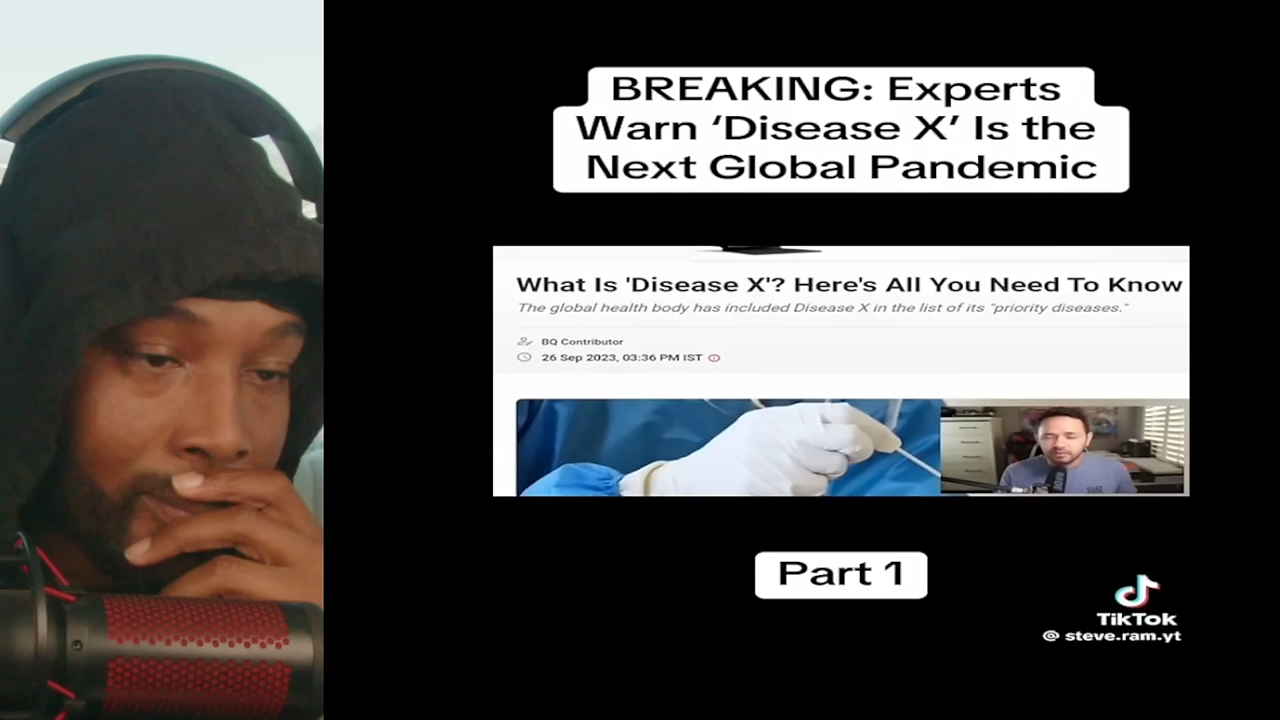 BREAKING: Experts
Warn ‘Disease X’ Is the
Next Global Pandemic
What Is 'Disease X'? Here's All You Need To Know
The global health body has included Disease X in the list of its "priority diseases."
BQ Contributor
26 Sep 2023, 03:36 PM IST
Part 1
TikTok
@ steve.ram.yt